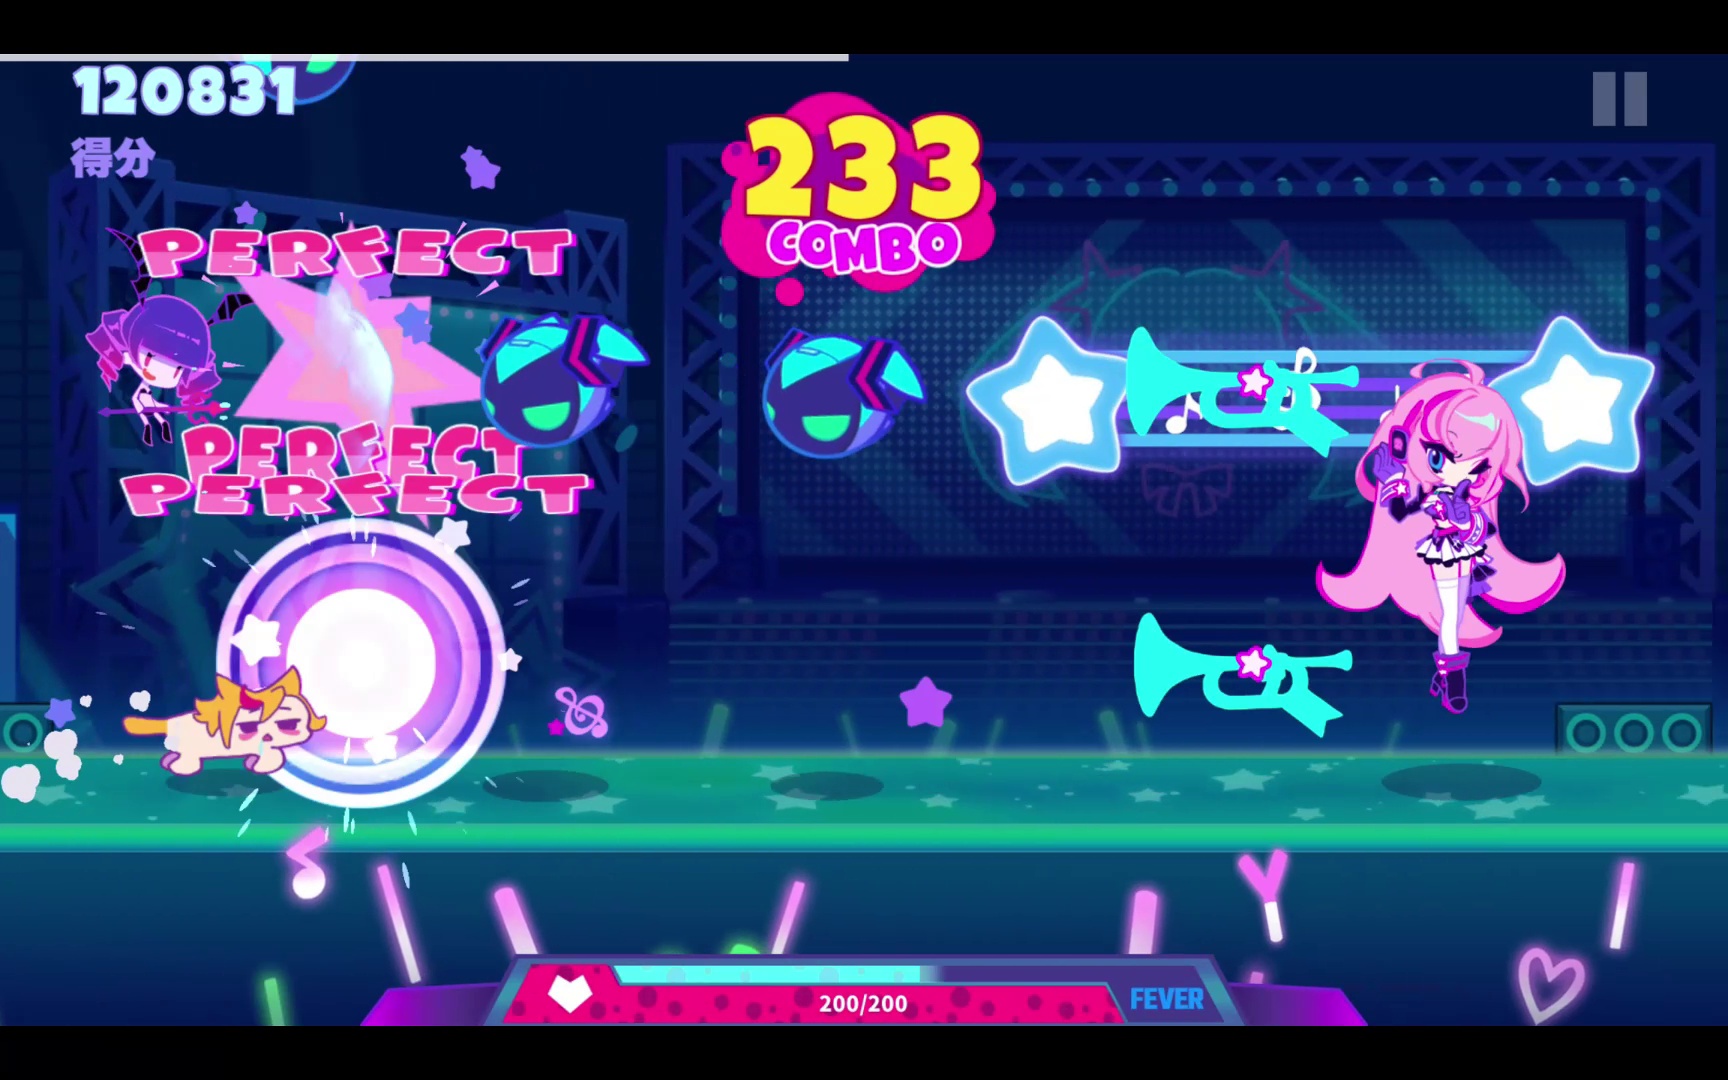 120831
得分
233
COMBO
PERFECT
PERFECT
PERFECT
200/200
FEVER